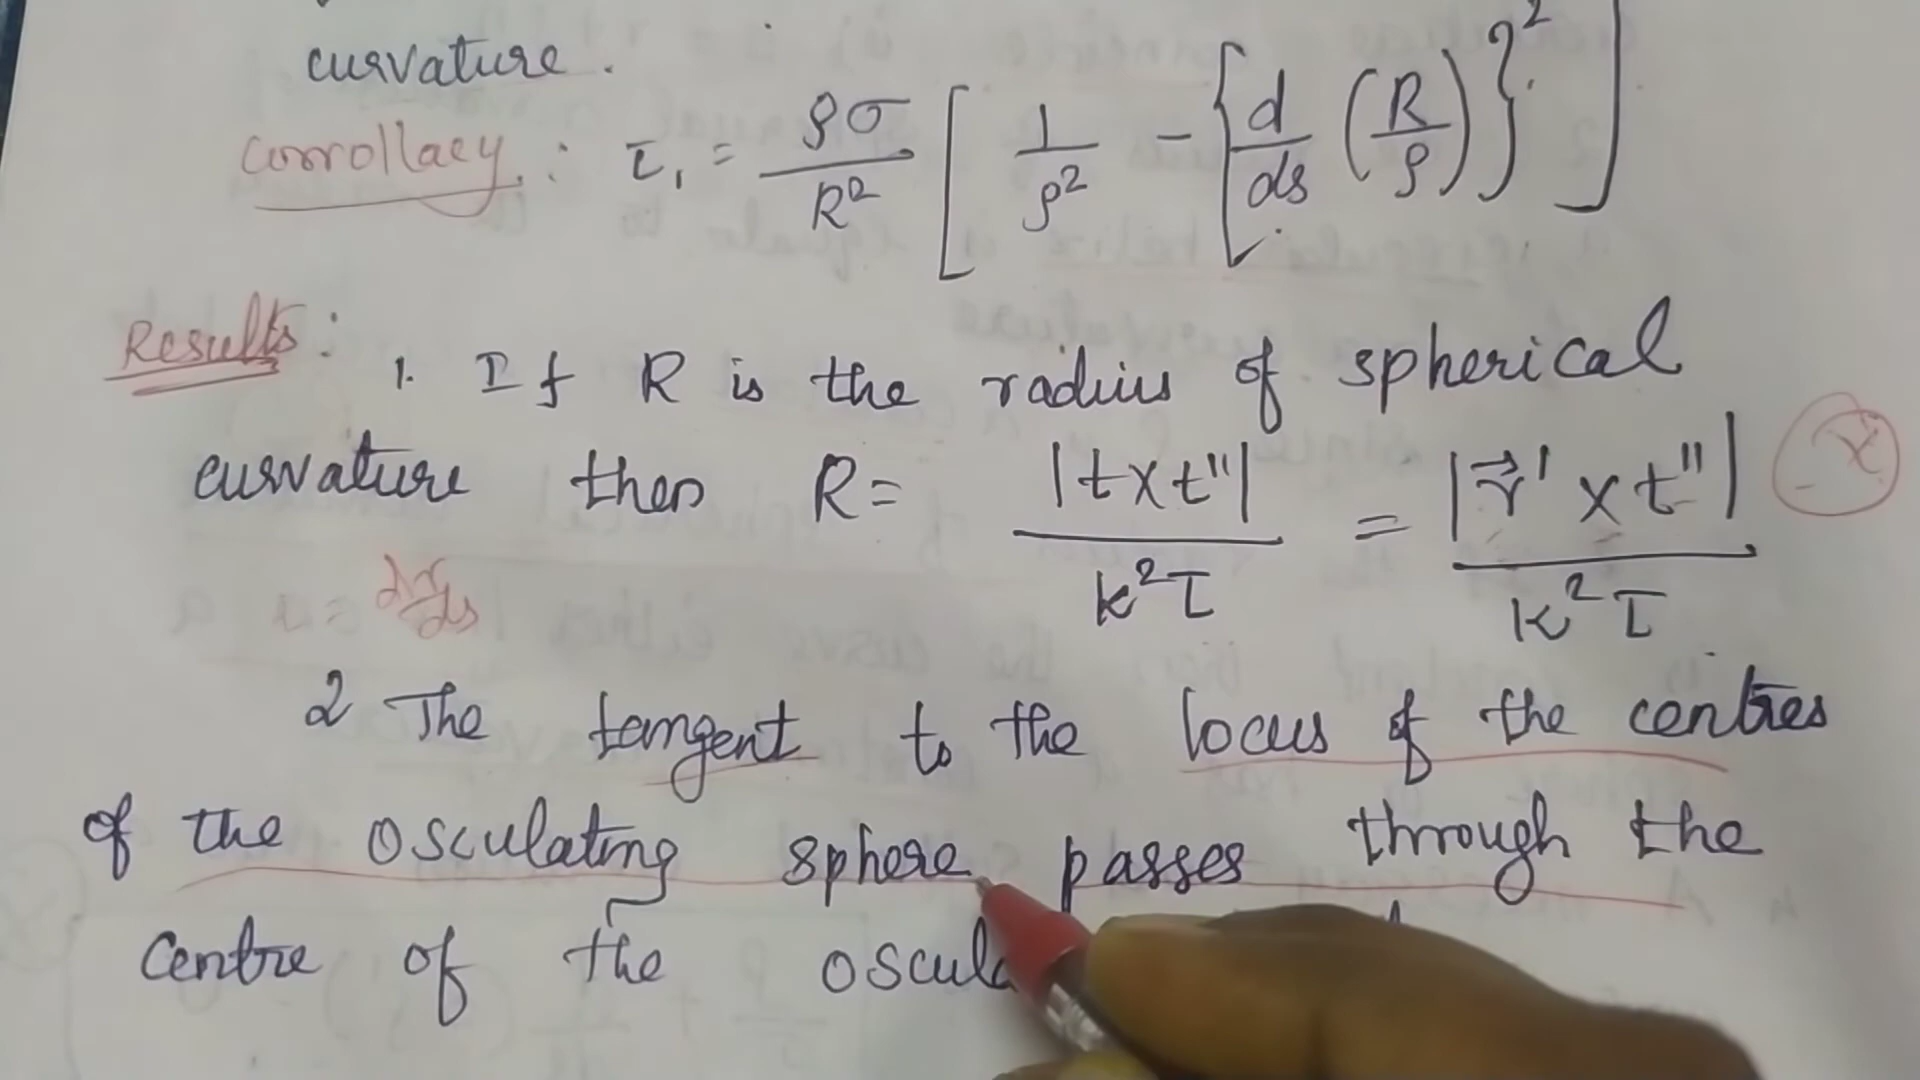 curvature.
Corrollaey : τ₁ = ρσ/R² [ 1/ρ² - { d/ds (R/ρ) }² ]
Results :
1. If R is the radius of spherical
curvature then R = |t×t''|/k²τ = |r⃗'×t''|/k²τ
dr/ds
2 The tangent to the locus of the centres
of the osculating sphere passes through the
Centre of the